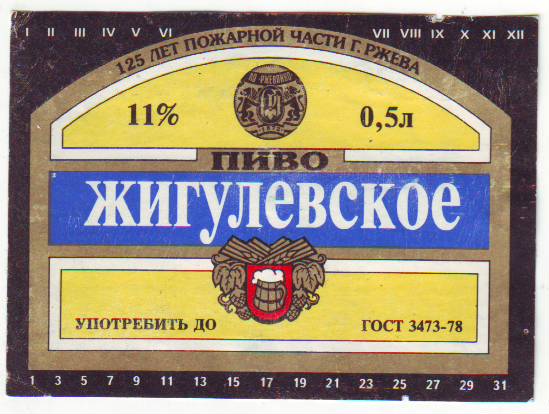 I II III IV V VI VII VIII IX X XI XII
125 ЛЕТ ПОЖАРНОЙ ЧАСТИ Г. РЖЕВА
11% 0,5л
ПИВО
ЖИГУЛЕВСКОЕ
УПОТРЕБИТЬ ДО ГОСТ 3473-78
1 3 5 7 9 11 13 15 17 19 21 23 25 27 29 31